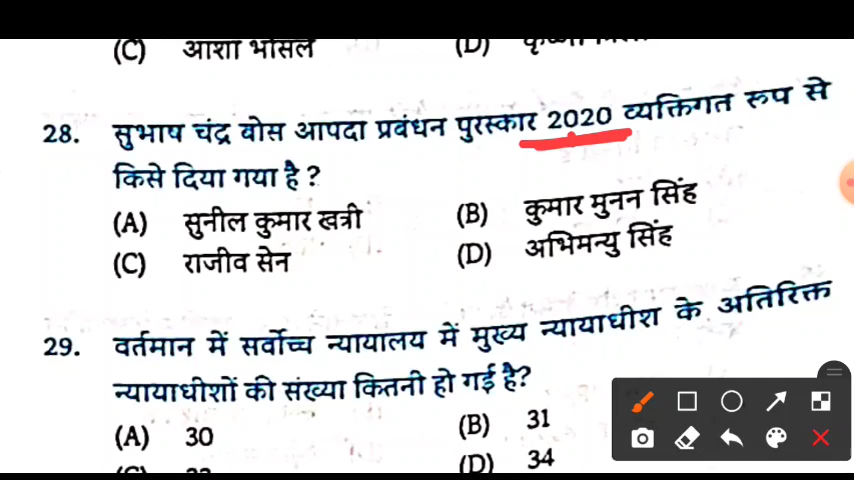 (C) आशा भोसले (D)
28. सुभाष चंद्र बोस आपदा प्रबंधन पुरस्कार 2020 व्यक्तिगत रूप से
किसे दिया गया है ?
(A) सुनील कुमार खत्री (B) कुमार मुनन सिंह
(C) राजीव सेन (D) अभिमन्यु सिंह
29. वर्तमान में सर्वोच्च न्यायालय में मुख्य न्यायाधीश के अतिरिक्त
न्यायाधीशों की संख्या कितनी हो गई है?
(A) 30 (B) 31
(D) 34